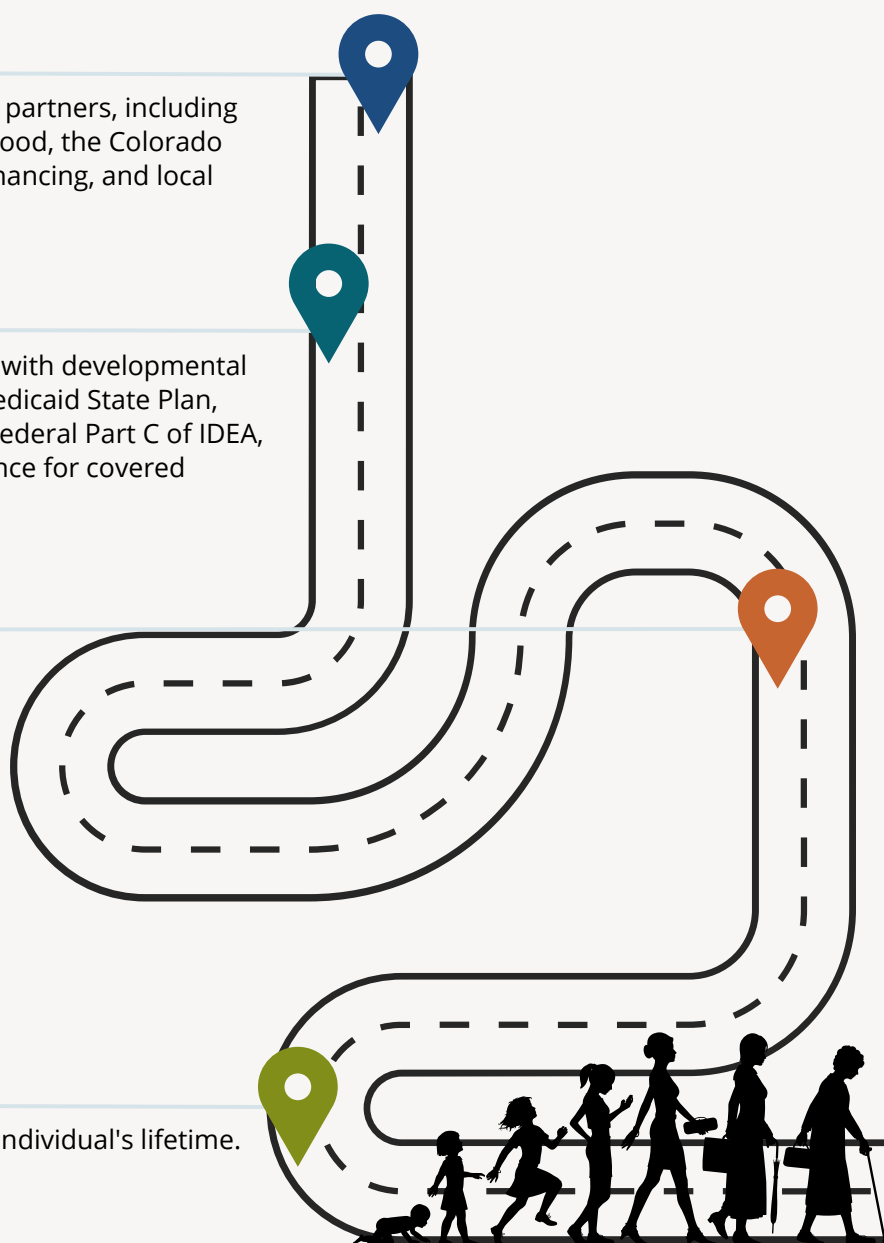 partners, including
ood, the Colorado
nancing, and local
with developmental
edicaid State Plan,
ederal Part C of IDEA,
nce for covered
ndividual's lifetime.